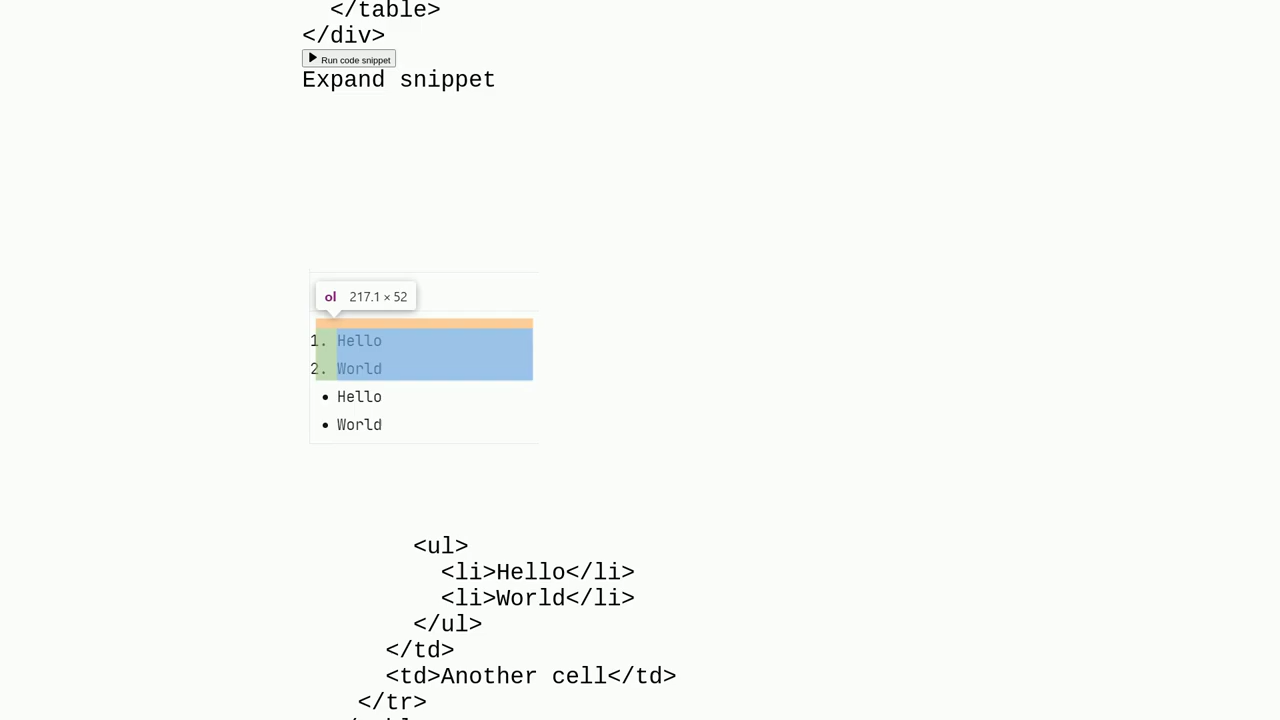 </table>
</div>
Run code snippet
Expand snippet
ol 217.1 × 52
1. Hello
2. World
• Hello
• World
<ul>
<li>Hello</li>
<li>World</li>
</ul>
</td>
<td>Another cell</td>
</tr>